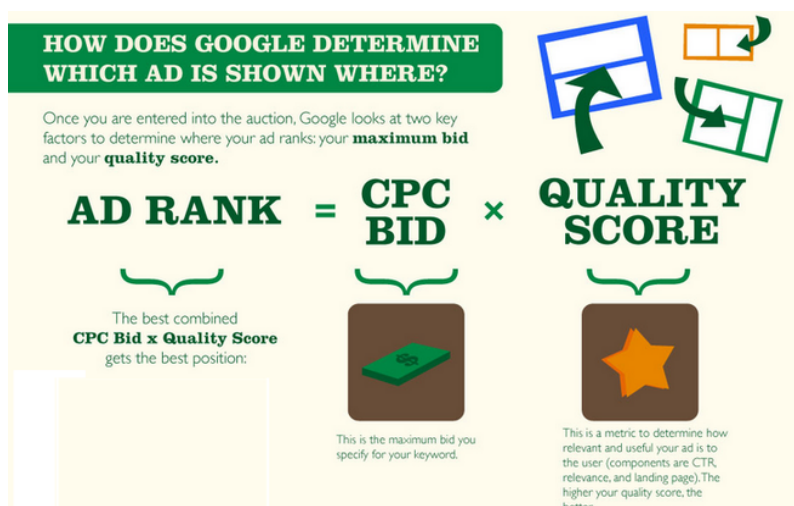 HOW DOES GOOGLE DETERMINE
WHICH AD IS SHOWN WHERE?
Once you are entered into the auction, Google looks at two key
factors to determine where your ad ranks: your maximum bid
and your quality score.
AD RANK = CPC BID × QUALITY SCORE
The best combined
CPC Bid x Quality Score
gets the best position:
$
This is the maximum bid you
specify for your keyword.
This is a metric to determine how
relevant and useful your ad is to
the user (components are CTR,
relevance, and landing page). The
higher your quality score, the